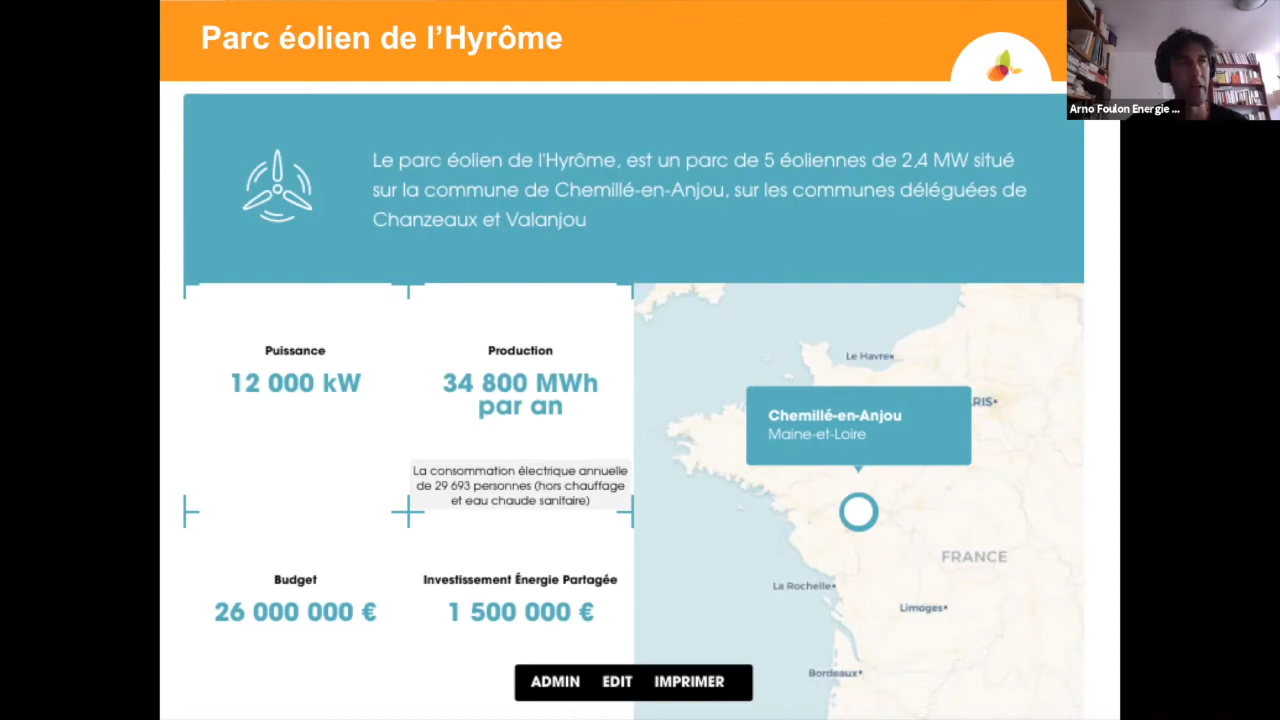 Parc éolien de l’Hyrôme
Arno Foulon Energie ...
Le parc éolien de l'Hyrôme, est un parc de 5 éoliennes de 2,4 MW situé
sur la commune de Chemillé-en-Anjou, sur les communes déléguées de
Chanzeaux et Valanjou
Puissance
12 000 kW
Production
34 800 MWh
par an
La consommation électrique annuelle
de 29 693 personnes (hors chauffage
et eau chaude sanitaire)
Budget
26 000 000 €
Investissement Énergie Partagée
1 500 000 €
Le Havre
RIS
Chemillé-en-Anjou
Maine-et-Loire
FRANCE
La Rochelle
Limoges
Bordeaux
ADMIN EDIT IMPRIMER